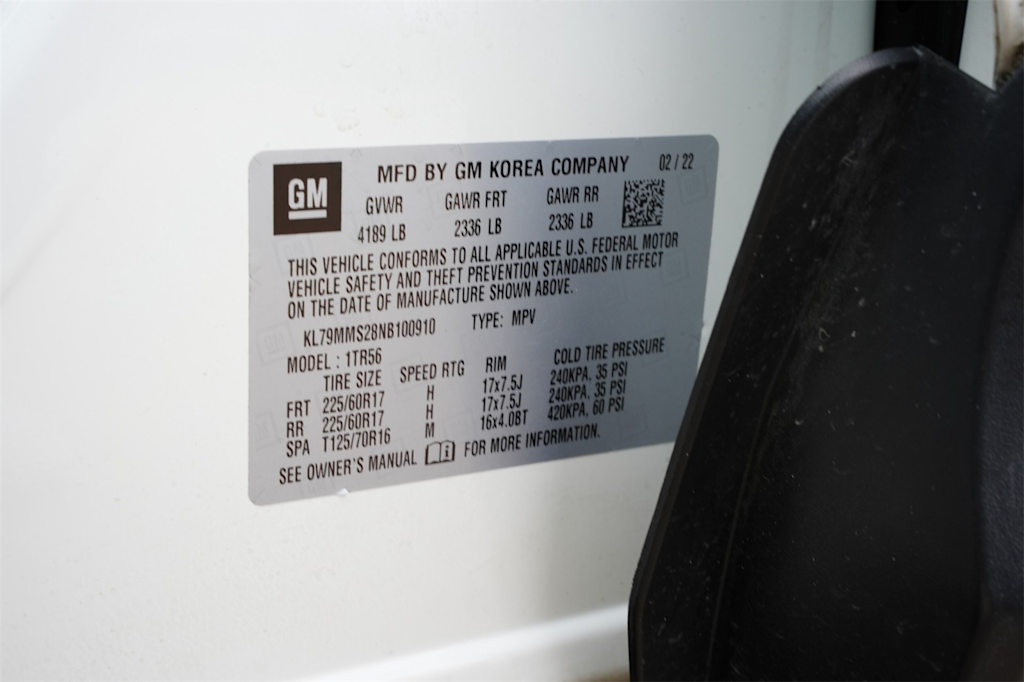 GM
MFD BY GM KOREA COMPANY 02 / 22
GVWR GAWR FRT GAWR RR
4189 LB 2336 LB 2336 LB
THIS VEHICLE CONFORMS TO ALL APPLICABLE U.S. FEDERAL MOTOR
VEHICLE SAFETY AND THEFT PREVENTION STANDARDS IN EFFECT
ON THE DATE OF MANUFACTURE SHOWN ABOVE.
KL79MMS28NB100910 TYPE: MPV
MODEL : 1TR56
TIRE SIZE SPEED RTG RIM COLD TIRE PRESSURE
FRT 225/60R17 H 17x7.5J 240KPA, 35 PSI
RR 225/60R17 H 17x7.5J 240KPA, 35 PSI
SPA T125/70R16 M 16x4.0BT 420KPA, 60 PSI
SEE OWNER'S MANUAL i FOR MORE INFORMATION.